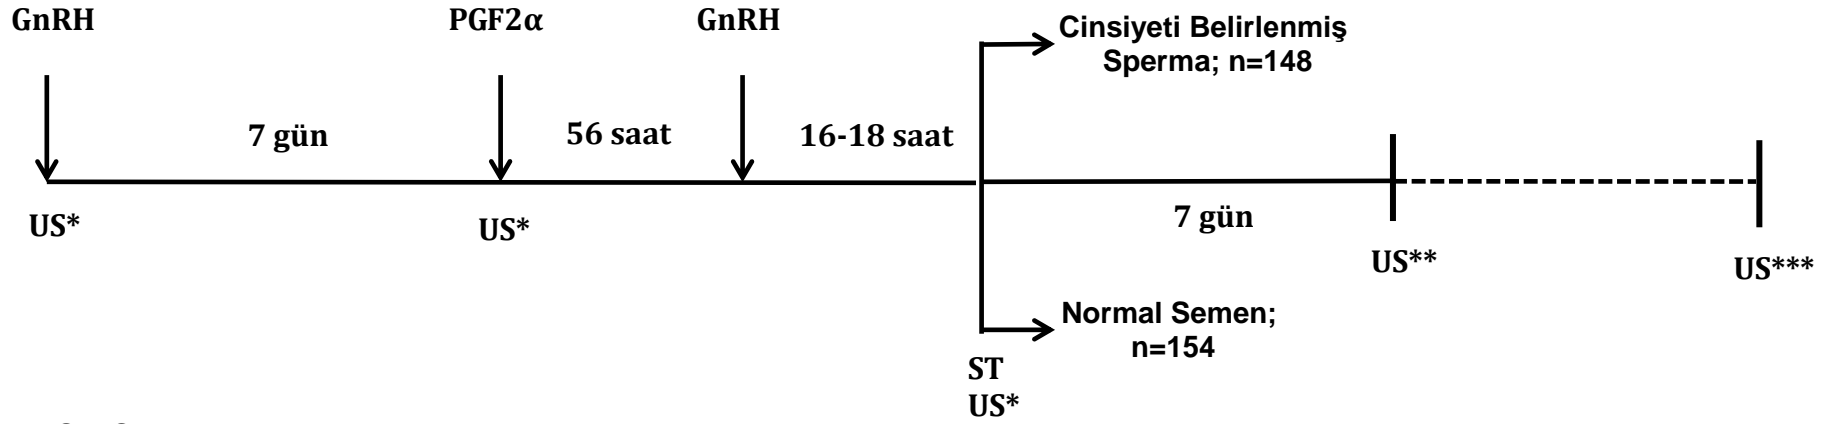 GnRH
PGF2α
GnRH
Cinsiyeti Belirlenmiş
Sperma; n=148
7 gün
56 saat
16-18 saat
7 gün
US*
US*
US**
US***
Normal Semen;
n=154
ST
US*